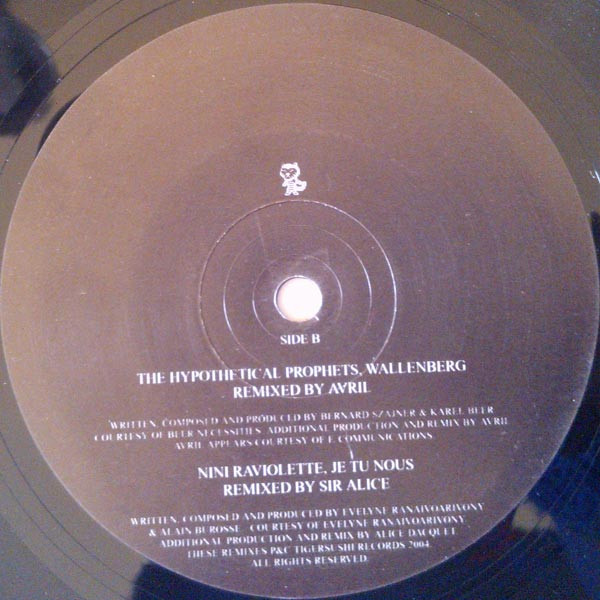 SIDE B
THE HYPOTHETICAL PROPHETS, WALLENBERG
REMIXED BY AVRIL
WRITTEN, COMPOSED AND PRODUCED BY BERNARD SZAJNER & KAREL BEER
COURTESY OF BEER NECESSITIES. ADDITIONAL PRODUCTION AND REMIX BY AVRIL
AVRIL APPEARS COURTESY OF F COMMUNICATIONS.
NINI RAVIOLETTE, JE TU NOUS
REMIXED BY SIR ALICE
WRITTEN, COMPOSED AND PRODUCED BY EVELYNE RANAIVOARIXONY
& ALAIN BUROSSE. COURTESY OF EVELYNE RANAIVOARIXONY.
ADDITIONAL PRODUCTION AND REMIX BY ALICE DAQUET.
THESE REMIXES P&C TIGERSUSHI RECORDS 2004.
ALL RIGHTS RESERVED.